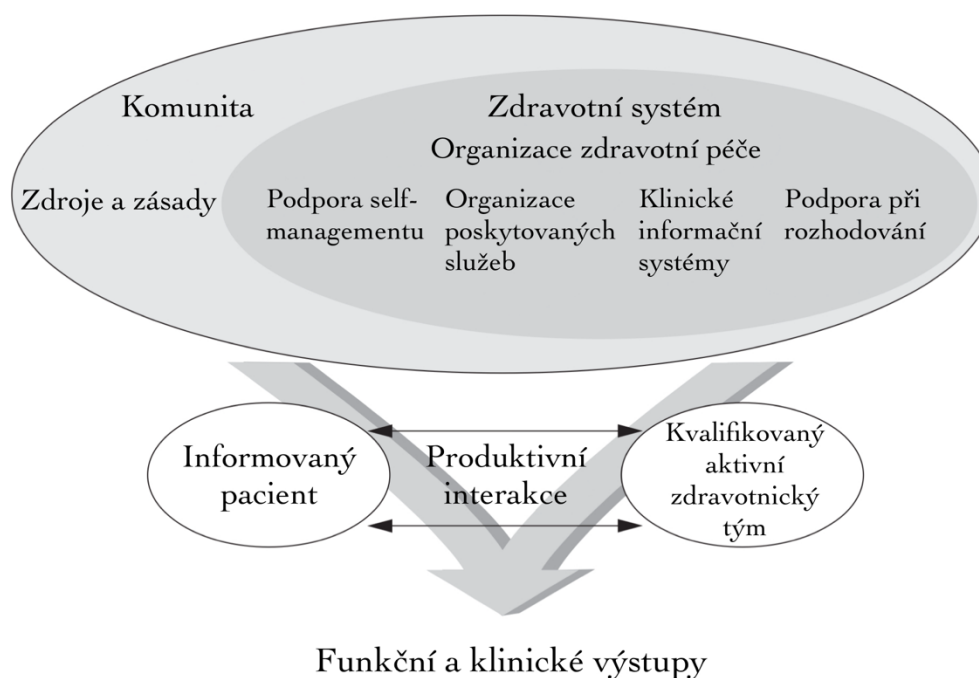 Komunita
Zdravotní systém
Organizace zdravotní péče
Zdroje a zásady
Podpora self-
managementu
Organizace
poskytovaných
služeb
Klinické
informační
systémy
Podpora při
rozhodování
Informovaný
pacient
Produktivní
interakce
Kvalifikovaný
aktivní
zdravotnický
tým
Funkční a klinické výstupy